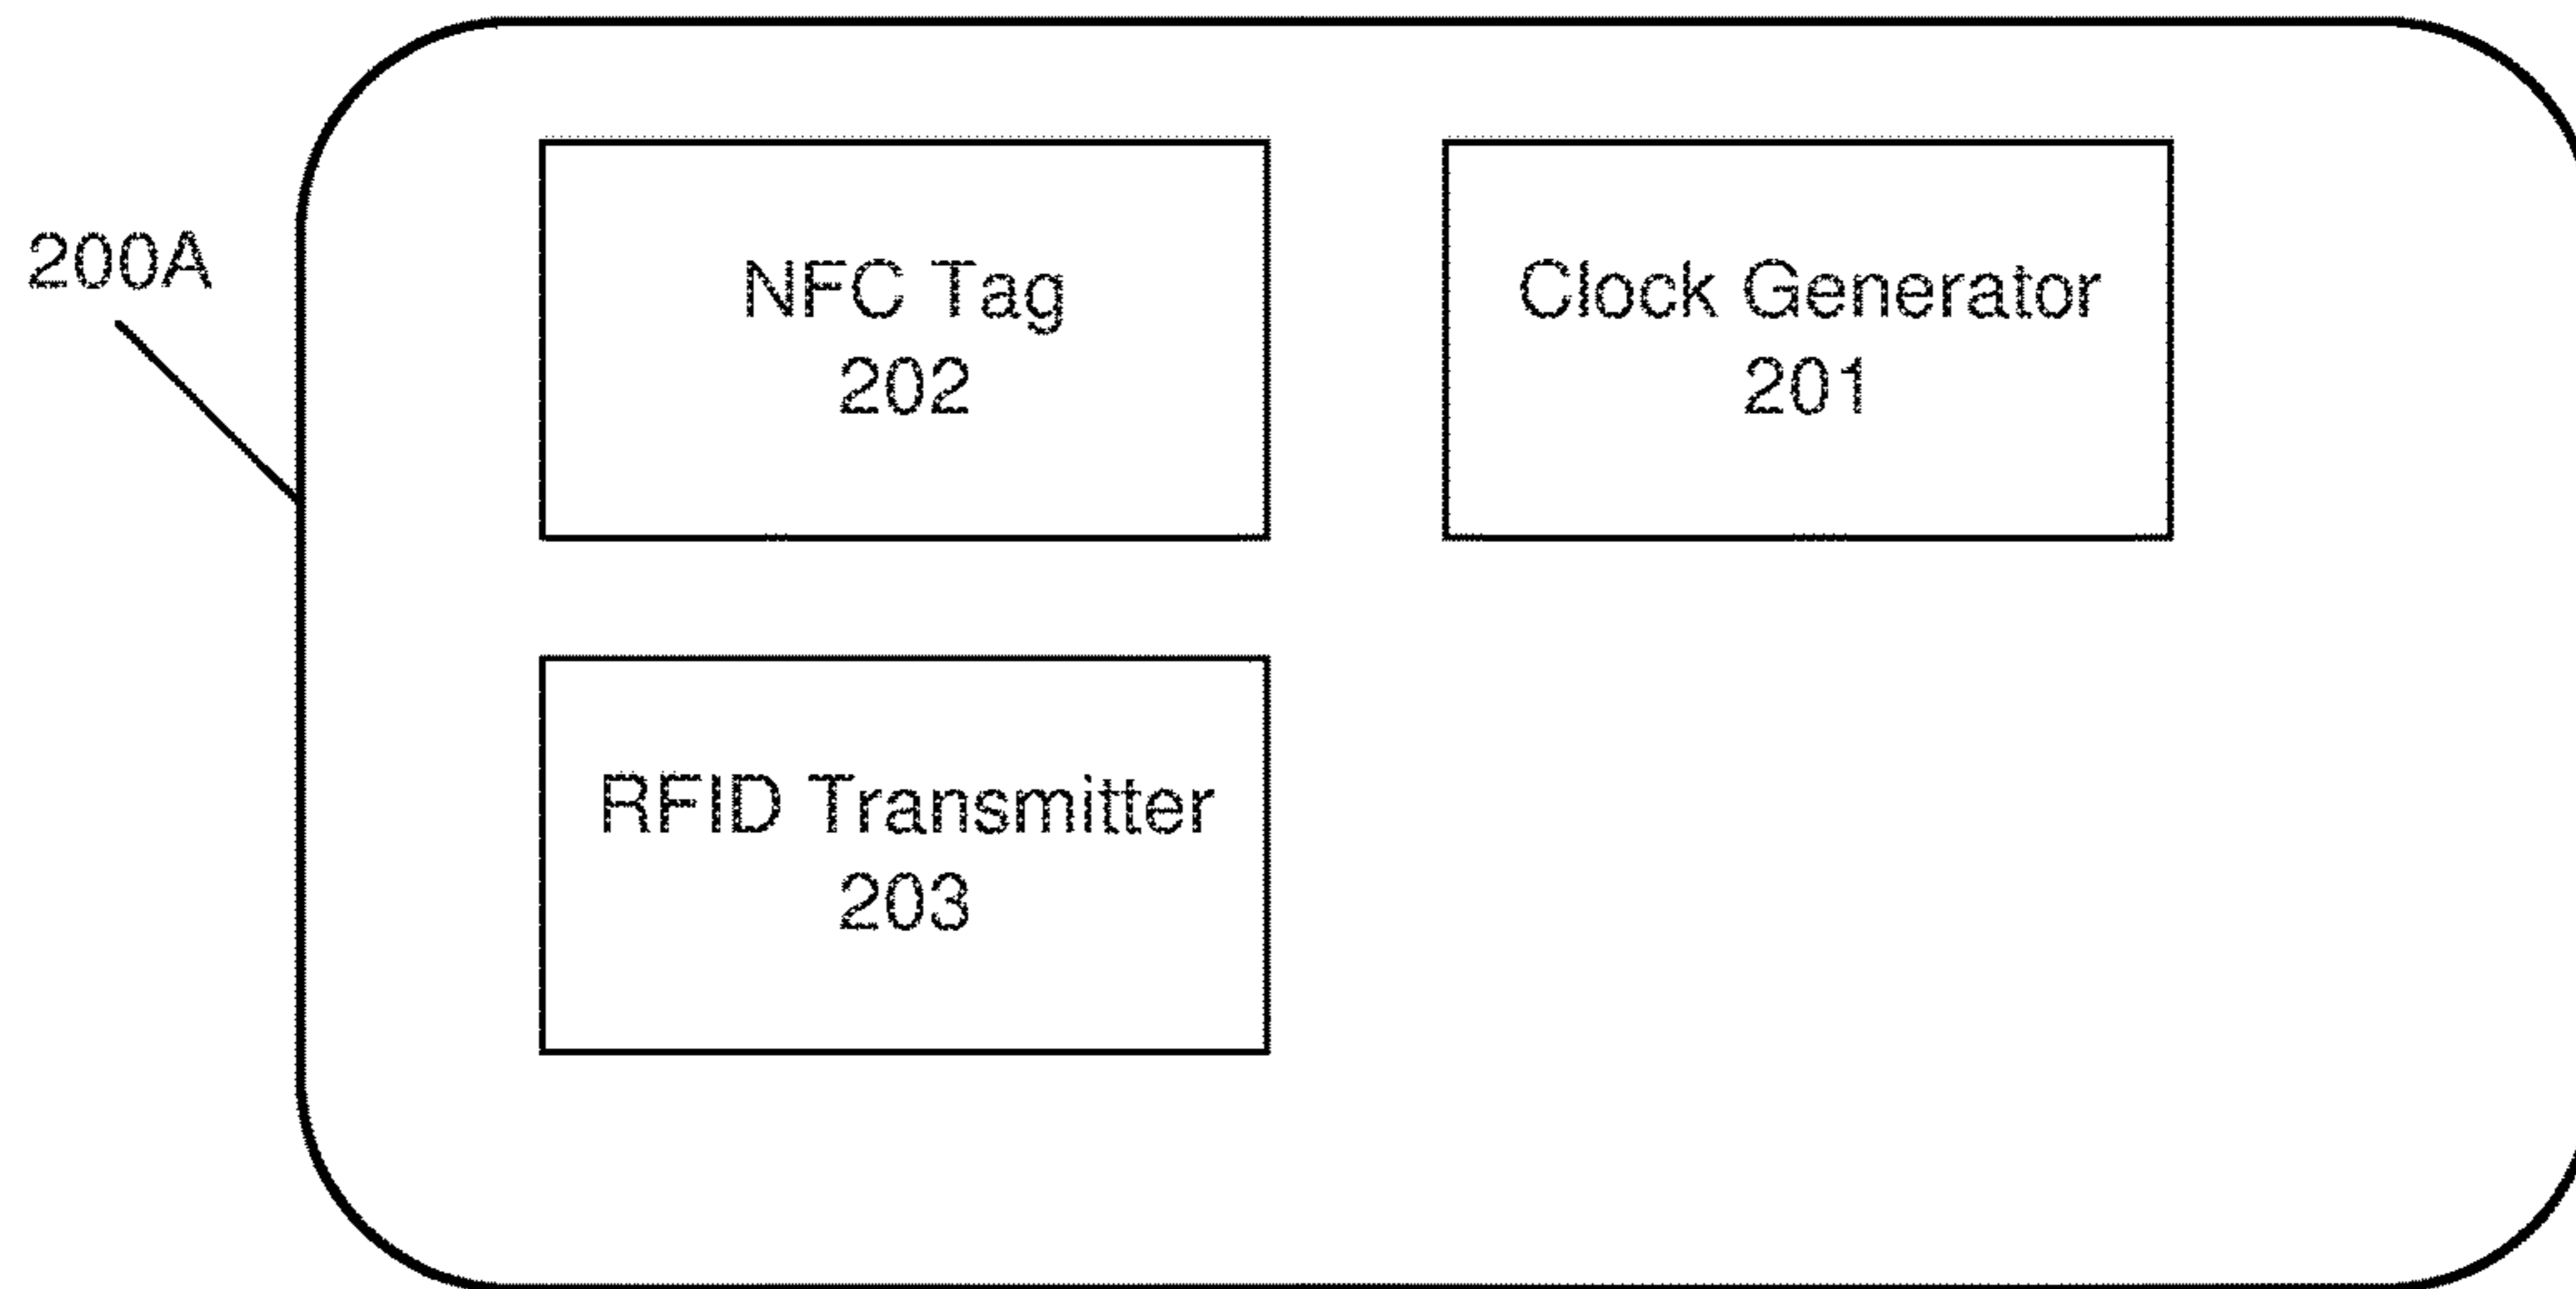 200A
NFC Tag
202
Clock Generator
201
RFID Transmitter
203